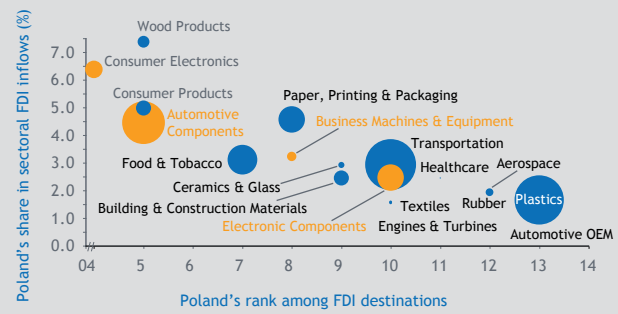 Poland's share in sectoral FDI inflows (%)
7.0
6.0
5.0
4.0
3.0
2.0
1.0
0.0
Wood Products
Consumer Electronics
Consumer Products
Automotive
Components
Paper, Printing & Packaging
Business Machines & Equipment
Food & Tobacco
Transportation
Healthcare
Aerospace
Ceramics & Glass
Building & Construction Materials
Textiles
Rubber
Plastics
Electronic Components
Engines & Turbines
Automotive OEM
04 5 6 7 8 9 10 11 12 13 14
Poland's rank among FDI destinations